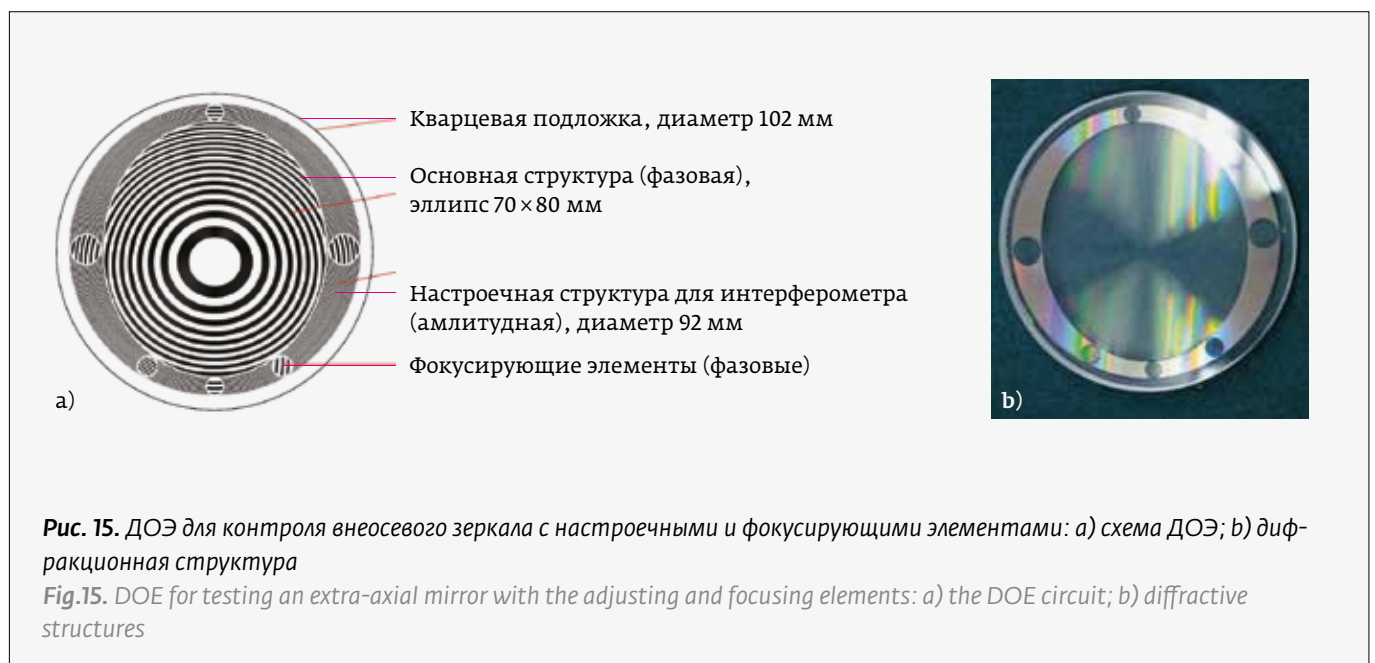 Кварцевая подложка, диаметр 102 мм
Основная структура (фазовая),
эллипс 70×80 мм
Настроечная структура для интерферометра
(амлитудная), диаметр 92 мм
Фокусирующие элементы (фазовые)
a)
b)
Рис. 15. ДОЭ для контроля внеосевого зеркала с настроечными и фокусирующими элементами: a) схема ДОЭ; b) диф-
ракционная структура
Fig.15. DOE for testing an extra-axial mirror with the adjusting and focusing elements: a) the DOE circuit; b) diffractive
structures